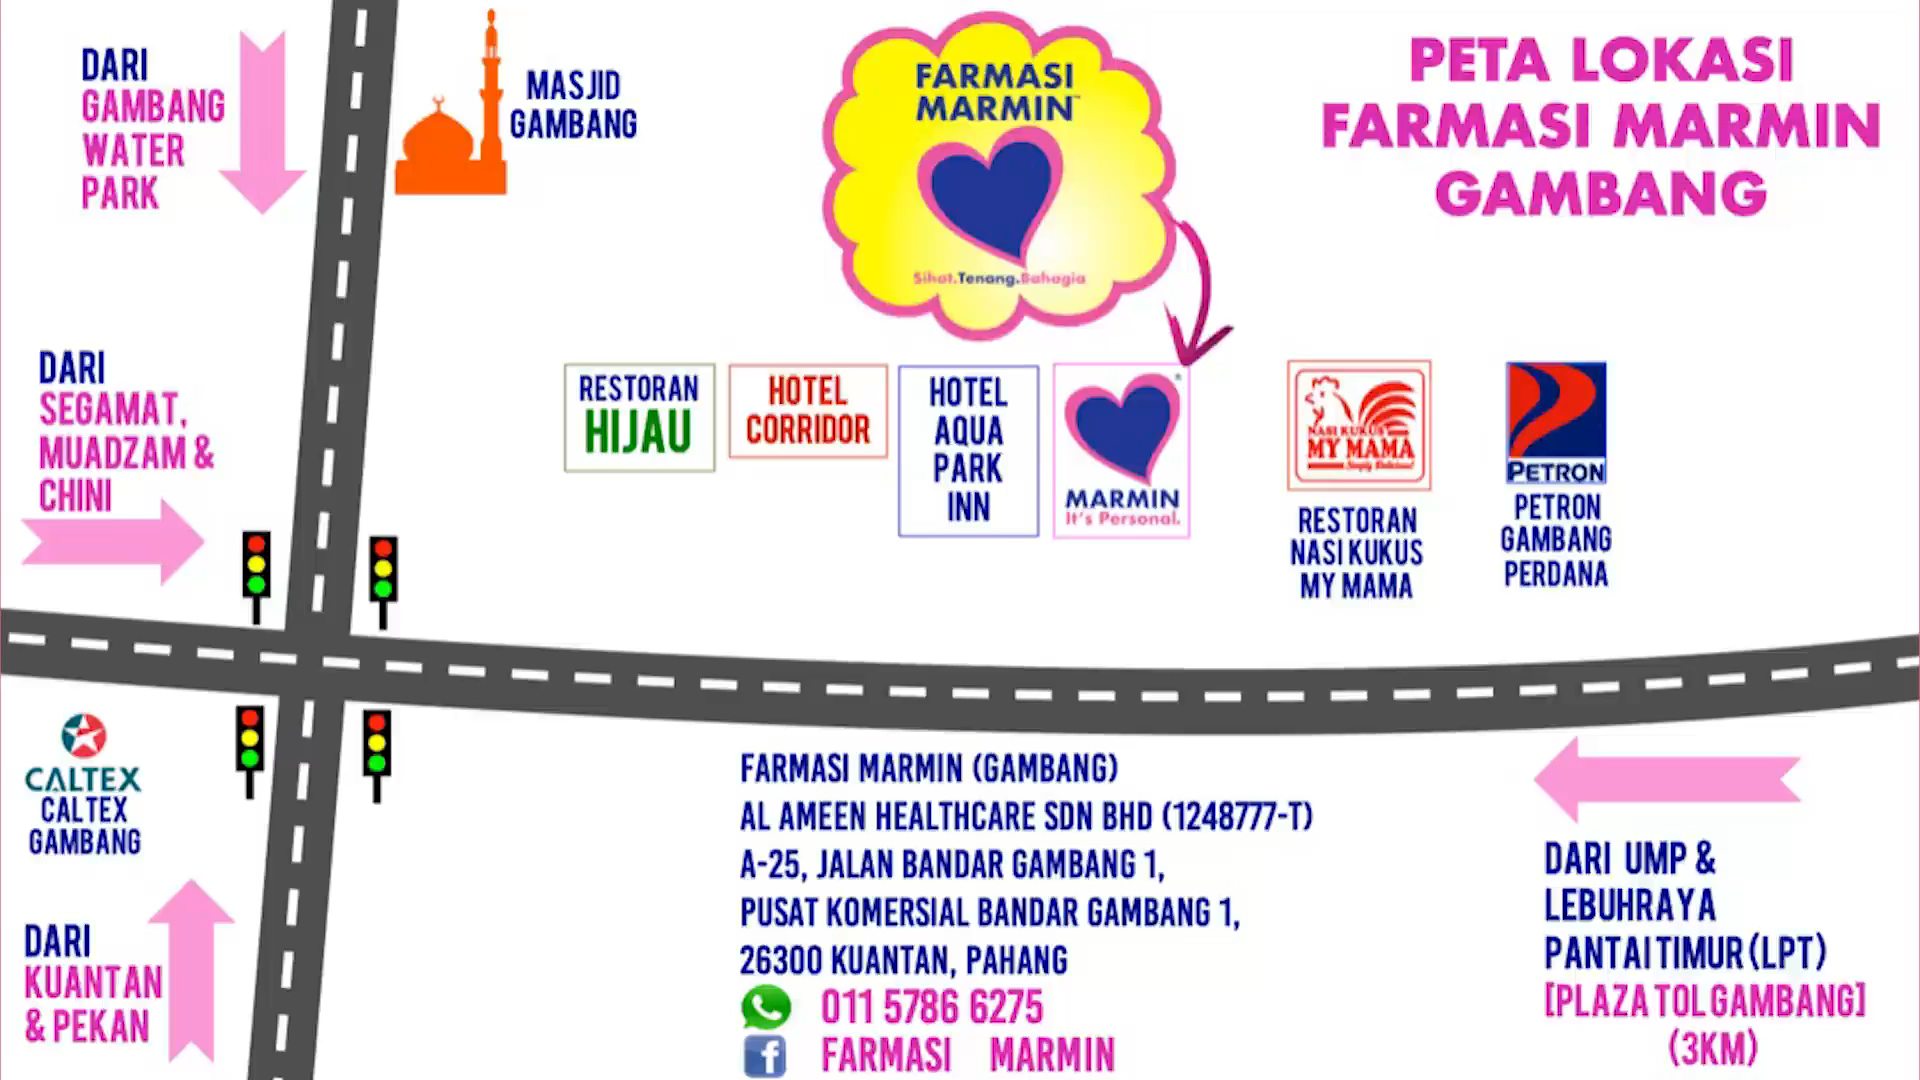 DARI
GAMBANG
WATER
PARK
MASJID
GAMBANG
FARMASI
MARMIN™
Sihat.Tenang.Bahagia
PETA LOKASI
FARMASI MARMIN
GAMBANG
DARI
SEGAMAT,
MUADZAM &
CHINI
RESTORAN
HIJAU
HOTEL
CORRIDOR
HOTEL
AQUA
PARK
INN
MARMIN
It's Personal.
NASI KUKUS
MY MAMA
Simply Delicious!
RESTORAN
NASI KUKUS
MY MAMA
PETRON
PETRON
GAMBANG
PERDANA
CALTEX
CALTEX
GAMBANG
DARI
KUANTAN
& PEKAN
FARMASI MARMIN (GAMBANG)
AL AMEEN HEALTHCARE SDN BHD (1248777-T)
A-25, JALAN BANDAR GAMBANG 1,
PUSAT KOMERSIAL BANDAR GAMBANG 1,
26300 KUANTAN, PAHANG
011 5786 6275
f FARMASI MARMIN
DARI UMP &
LEBUHRAYA
PANTAI TIMUR (LPT)
[PLAZA TOL GAMBANG]
(3KM)